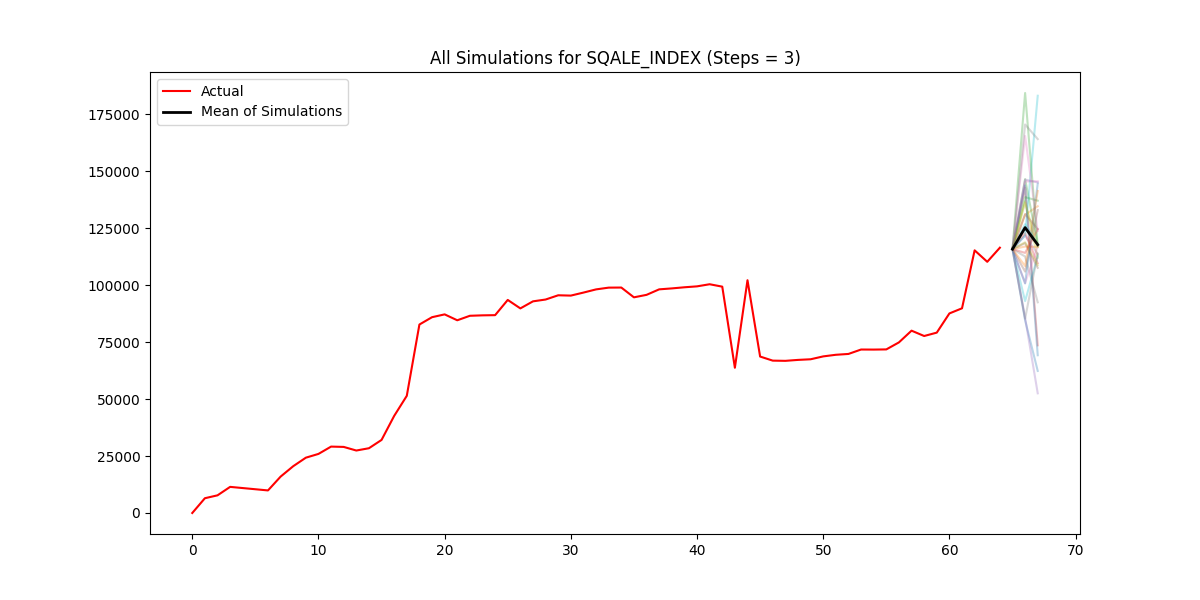 All Simulations for SQALE_INDEX (Steps = 3)
Actual
Mean of Simulations
175000
150000
125000
100000
75000
50000
25000
0
0 10 20 30 40 50 60 70